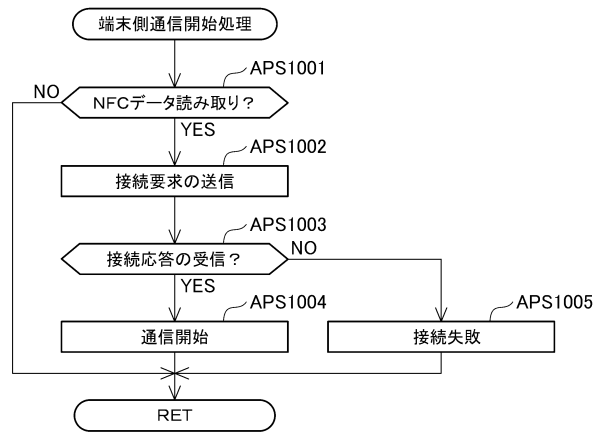 端末側通信開始処理
APS1001
NO
NFCデータ読み取り？
YES
APS1002
接続要求の送信
APS1003
接続応答の受信？
NO
YES
APS1004
通信開始
APS1005
接続失敗
RET